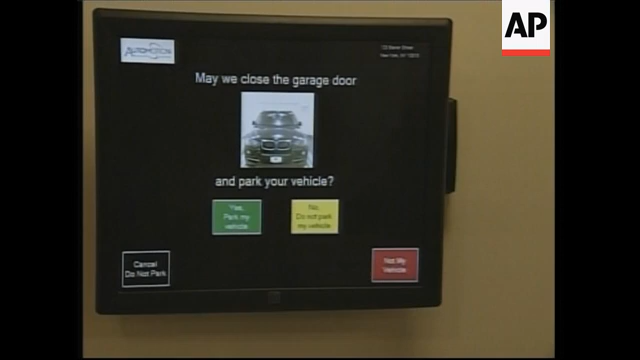 AP
AUTOMOTION
May we close the garage door
and park your vehicle?
Yes,
Park my
vehicle
No,
Do not park
my vehicle
Cancel
Do Not Park
Not My
Vehicle